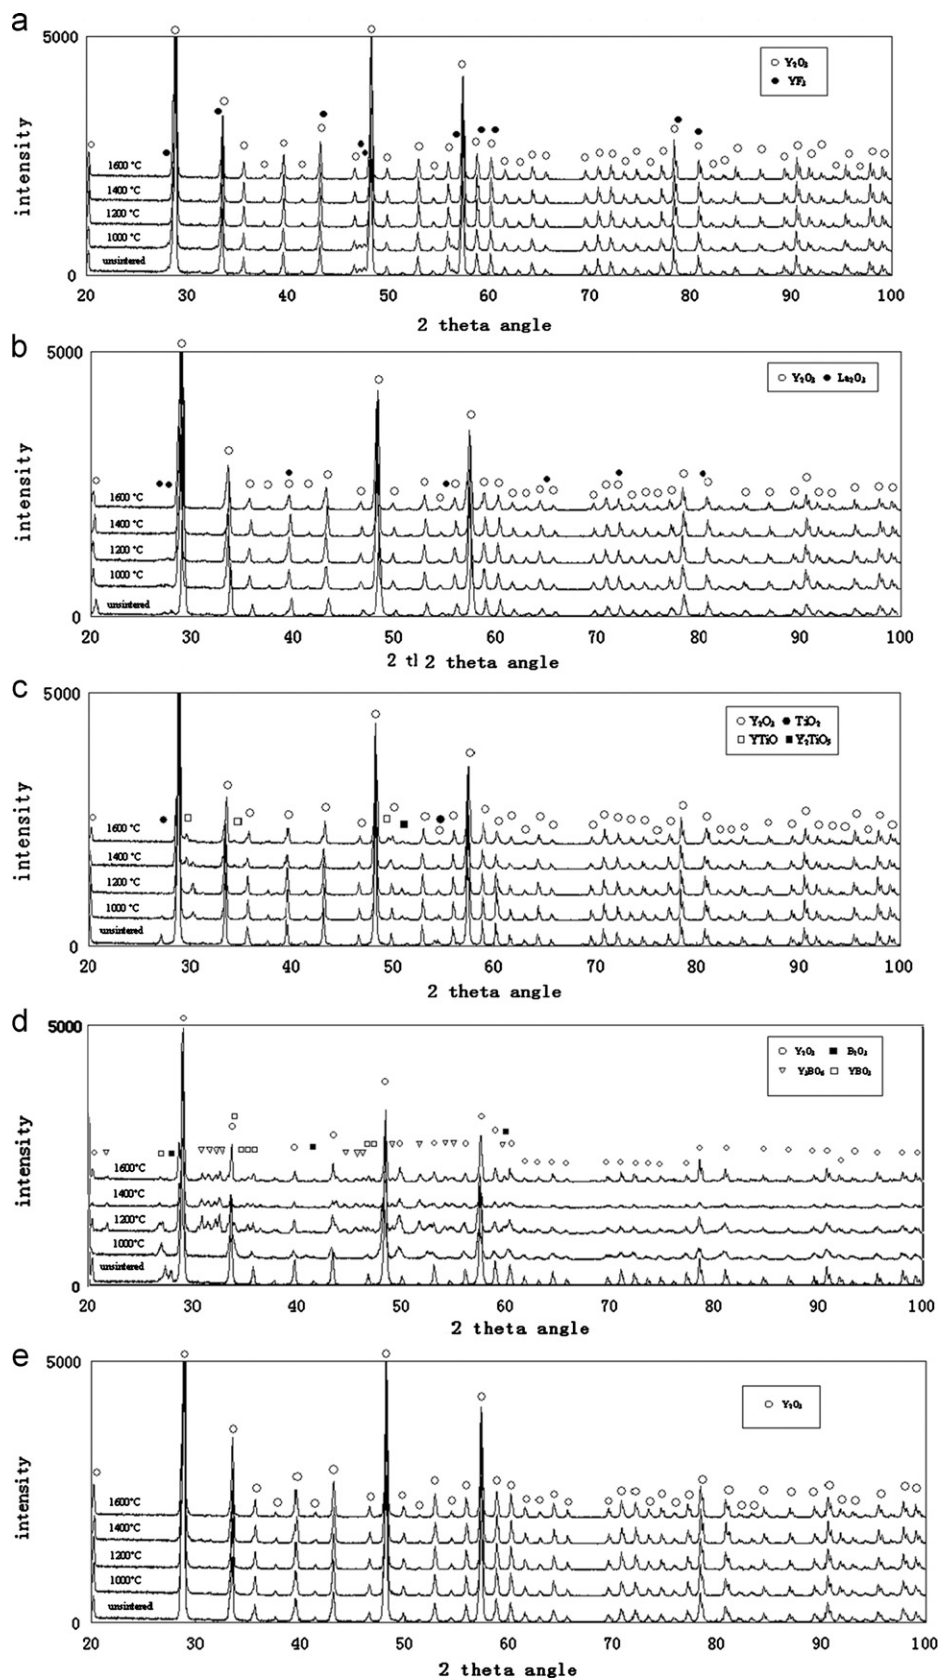 a
5000
○ Y₂O₃
● YF₃
intensity
1600 °C
1400 °C
1200 °C
1000 °C
unsintered
0
20 30 40 50 60 70 80 90 100
2 theta angle
b
5000
○ Y₂O₃ ● La₂O₃
intensity
1600 °C
1400 °C
1200 °C
1000 °C
unsintered
0
20 30 40 50 60 70 80 90 100
2 tl 2 theta angle
c
5000
○ Y₂O₃ ● TiO₂
□ YTiO ■ Y₂TiO₅
intensity
1600 °C
1400 °C
1200 °C
1000 °C
unsintered
0
20 30 40 50 60 70 80 90 100
2 theta angle
d
5000
○ Y₂O₃ ■ B₂O₃
▽ Y₃BO₆ □ YBO₃
intensity
1600°C
1400°C
1200°C
1000°C
unsintered
0
20 30 40 50 60 70 80 90 100
2 theta angle
e
5000
○ Y₂O₃
intensity
1600°C
1400°C
1200°C
1000°C
unsintered
0
20 30 40 50 60 70 80 90 100
2 theta angle